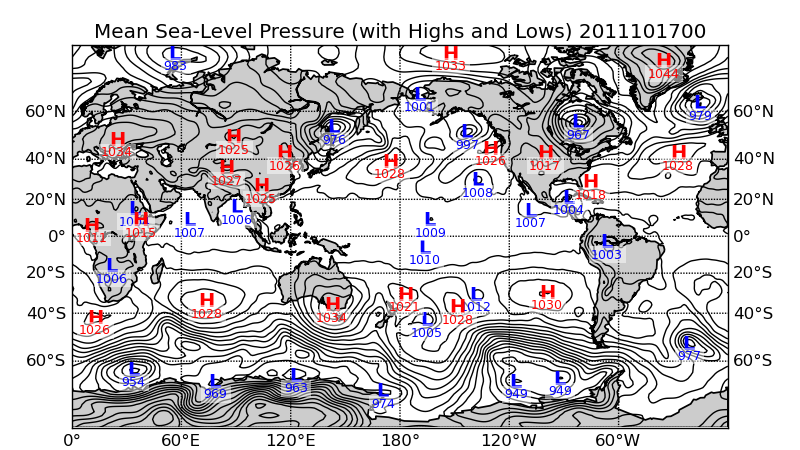 Mean Sea-Level Pressure (with Highs and Lows) 2011101700
L 983
H 1033
H 1044
L 1001
L 979
60°N
60°N
L 976
L 997
L 967
H 1034
H 1025
H 1026
H 1028
H 1026
H 1017
H 1028
40°N
40°N
H 1027
H 1025
L 1008
H 1018
20°N
20°N
L
L 1006
L 1007
L 1004
H 1012
H 1015
L 1007
L 1009
0°
0°
L 1010
L 1003
L 1006
20°S
20°S
H 1028
H 1034
H 1021
L 1012
H 1028
H 1030
40°S
40°S
H 1026
L 1005
L 977
60°S
60°S
L 954
L 969
L 963
L 974
L 949
L 949
0°
60°E
120°E
180°
120°W
60°W